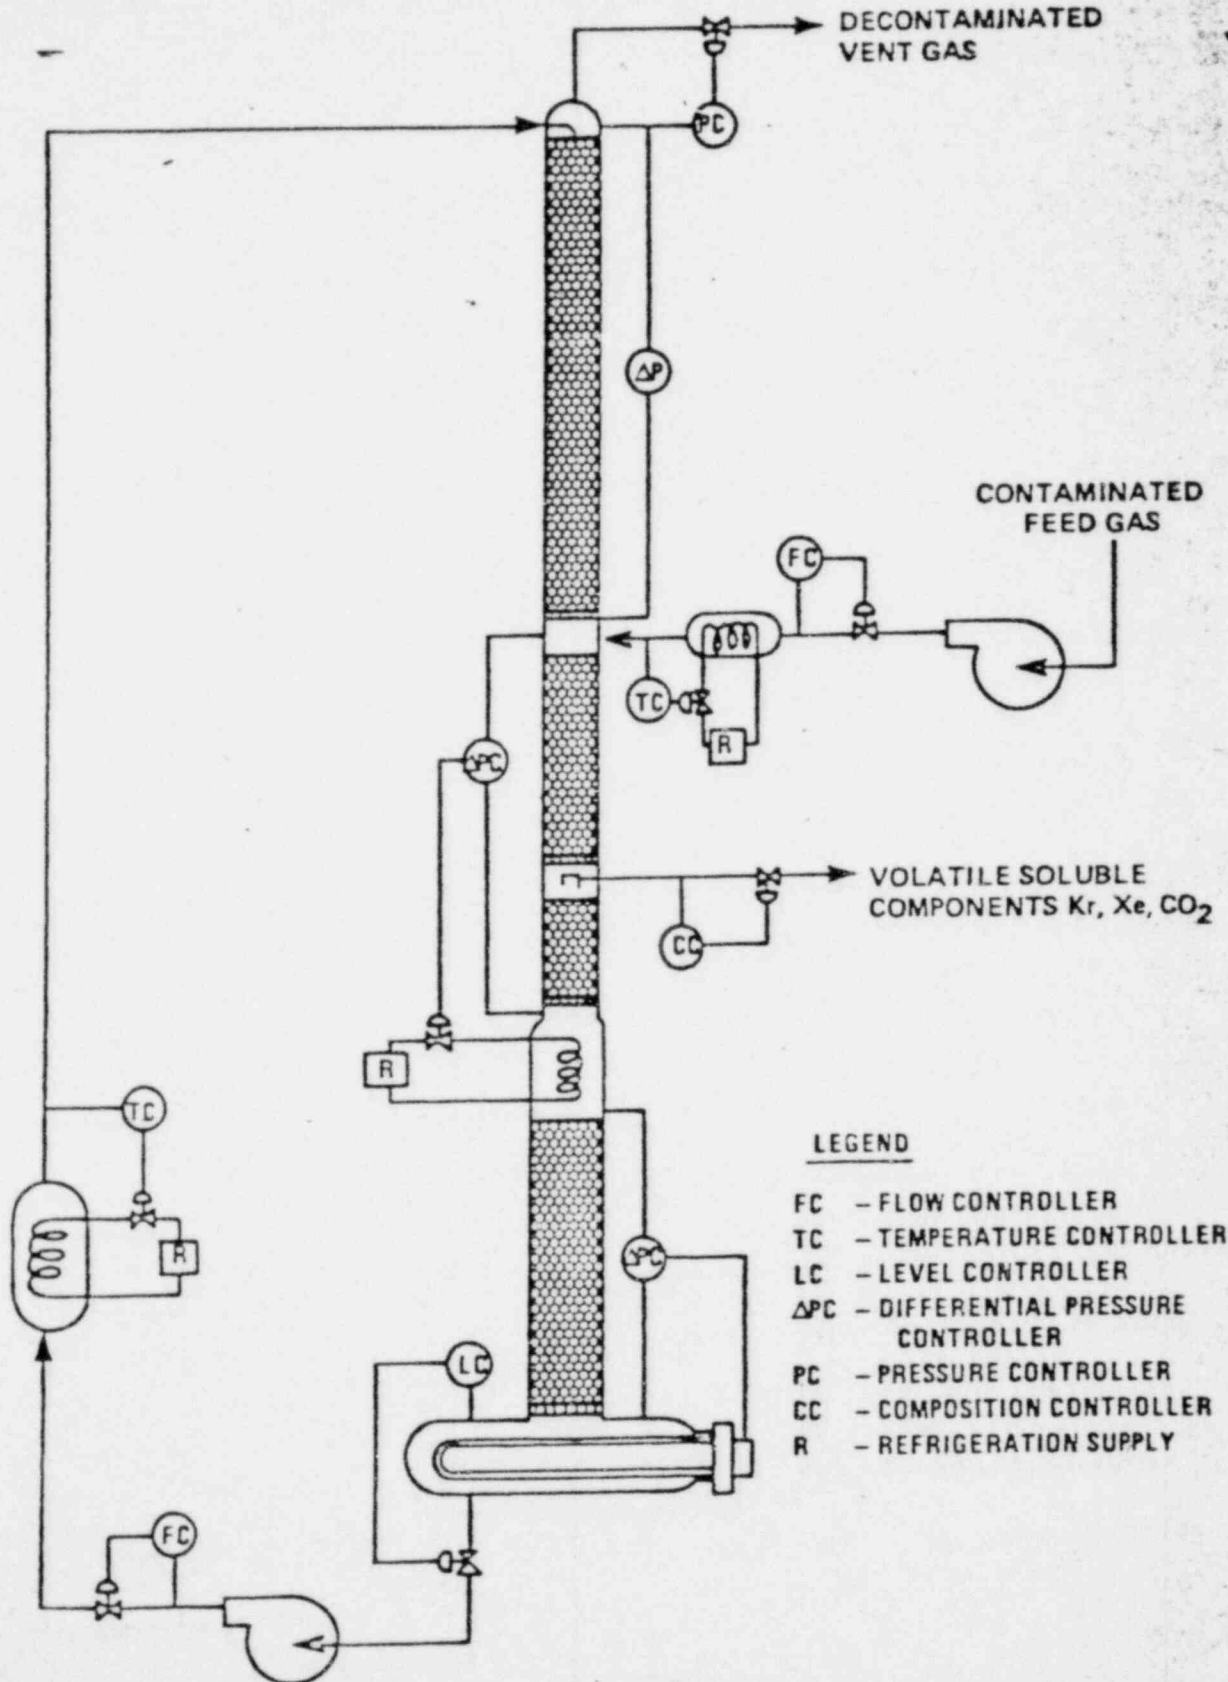 DECONTAMINATED
VENT GAS
PC
ΔP
CONTAMINATED
FEED GAS
FC
TC
R
ΔPC
VOLATILE SOLUBLE
COMPONENTS Kr, Xe, CO2
CC
R
TC
R
ΔPC
LC
FC
LEGEND
FC – FLOW CONTROLLER
TC – TEMPERATURE CONTROLLER
LC – LEVEL CONTROLLER
ΔPC – DIFFERENTIAL PRESSURE
CONTROLLER
PC – PRESSURE CONTROLLER
CC – COMPOSITION CONTROLLER
R – REFRIGERATION SUPPLY